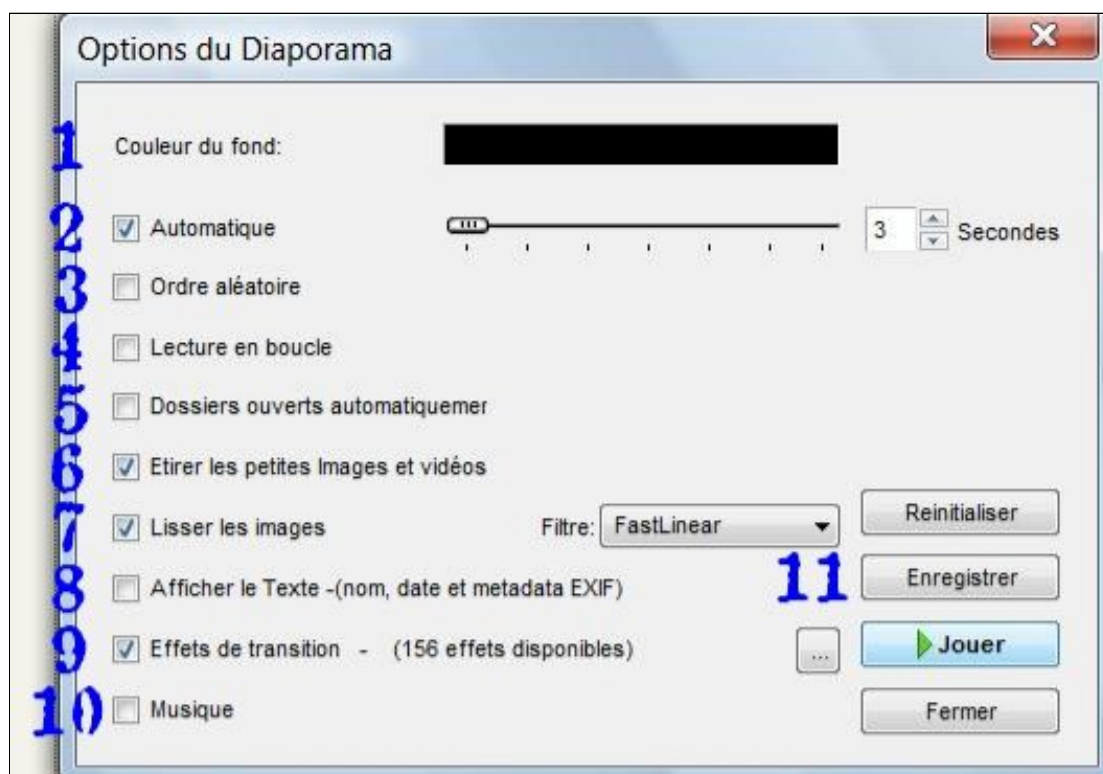 Options du Diaporama
1 Couleur du fond:
2 Automatique 3 Secondes
3 Ordre aléatoire
4 Lecture en boucle
5 Dossiers ouverts automatiquemer
6 Etirer les petites Images et vidéos
7 Lisser les images Filtre: FastLinear Reinitialiser
8 Afficher le Texte -(nom, date et metadata EXIF) 11 Enregistrer
9 Effets de transition - (156 effets disponibles) ... Jouer
10 Musique Fermer